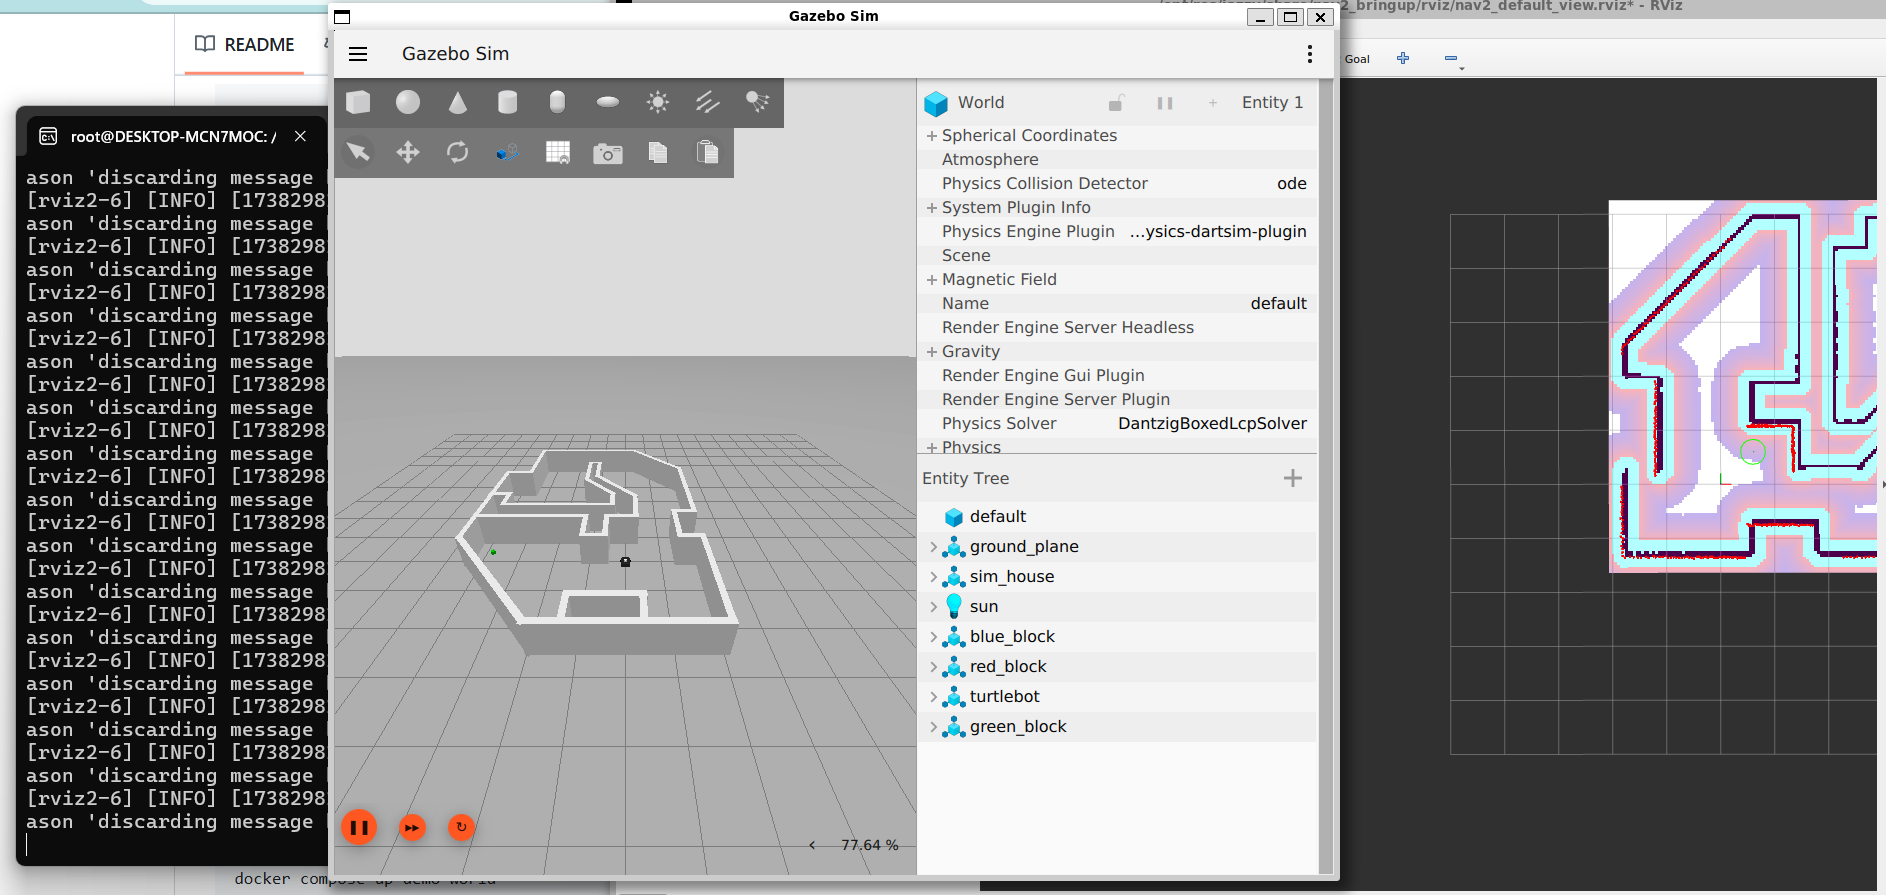 _bringup/rviz/nav2_default_view.rviz* - RViz
Gazebo Sim
README
Gazebo Sim
Goal
World
Entity 1
root@DESKTOP-MCN7MOC: /
Spherical Coordinates
Atmosphere
Physics Collision Detector ode
System Plugin Info
Physics Engine Plugin ...ysics-dartsim-plugin
Scene
Magnetic Field
Name default
Render Engine Server Headless
Gravity
Render Engine Gui Plugin
Render Engine Server Plugin
Physics Solver DantzigBoxedLcpSolver
Physics
Entity Tree
default
ground_plane
sim_house
sun
blue_block
red_block
turtlebot
green_block
77.64 %
ason 'discarding message
[rviz2-6] [INFO] [1738298
ason 'discarding message
[rviz2-6] [INFO] [1738298
ason 'discarding message
[rviz2-6] [INFO] [1738298
ason 'discarding message
[rviz2-6] [INFO] [1738298
ason 'discarding message
[rviz2-6] [INFO] [1738298
ason 'discarding message
[rviz2-6] [INFO] [1738298
ason 'discarding message
[rviz2-6] [INFO] [1738298
ason 'discarding message
[rviz2-6] [INFO] [1738298
ason 'discarding message
[rviz2-6] [INFO] [1738298
ason 'discarding message
[rviz2-6] [INFO] [1738298
ason 'discarding message
[rviz2-6] [INFO] [1738298
ason 'discarding message
[rviz2-6] [INFO] [1738298
ason 'discarding message
[rviz2-6] [INFO] [1738298
ason 'discarding message
[rviz2-6] [INFO] [1738298
ason 'discarding message
docker compose up demo world